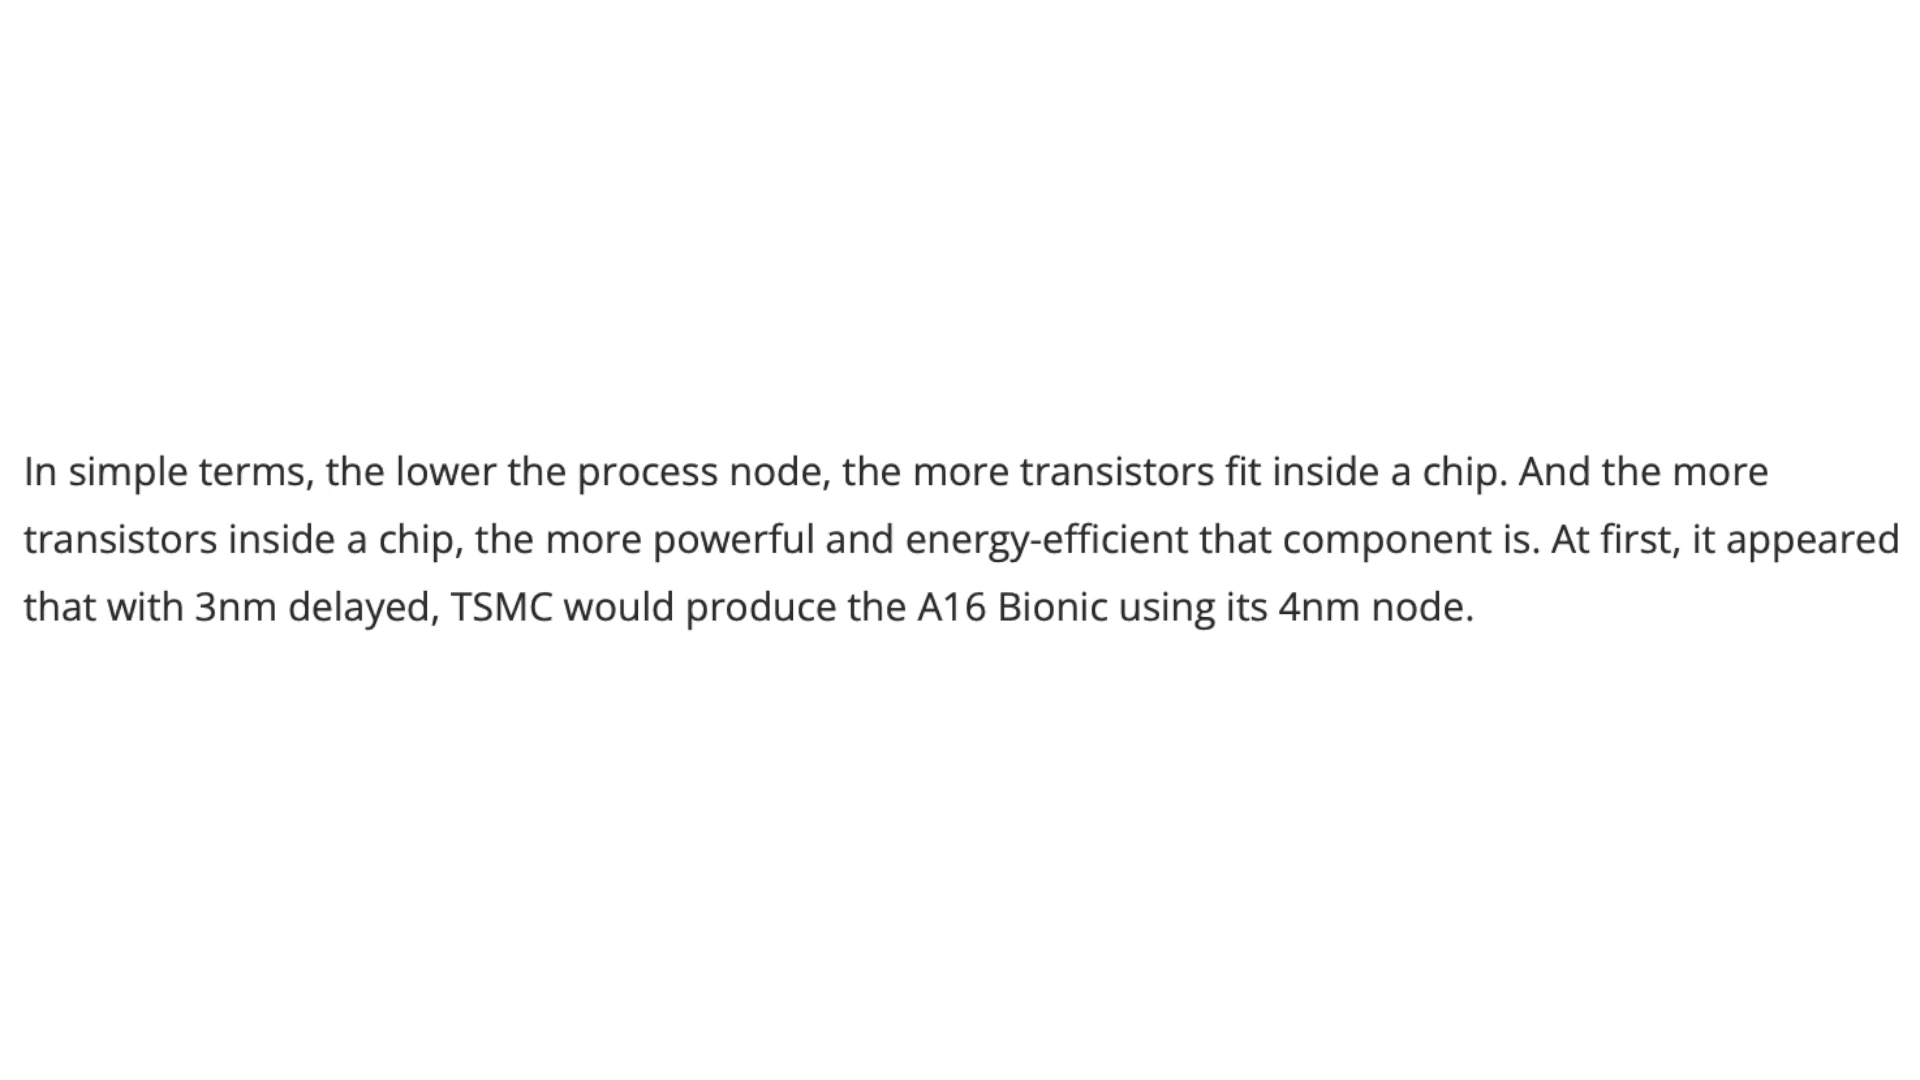 In simple terms, the lower the process node, the more transistors fit inside a chip. And the more
transistors inside a chip, the more powerful and energy-efficient that component is. At first, it appeared
that with 3nm delayed, TSMC would produce the A16 Bionic using its 4nm node.